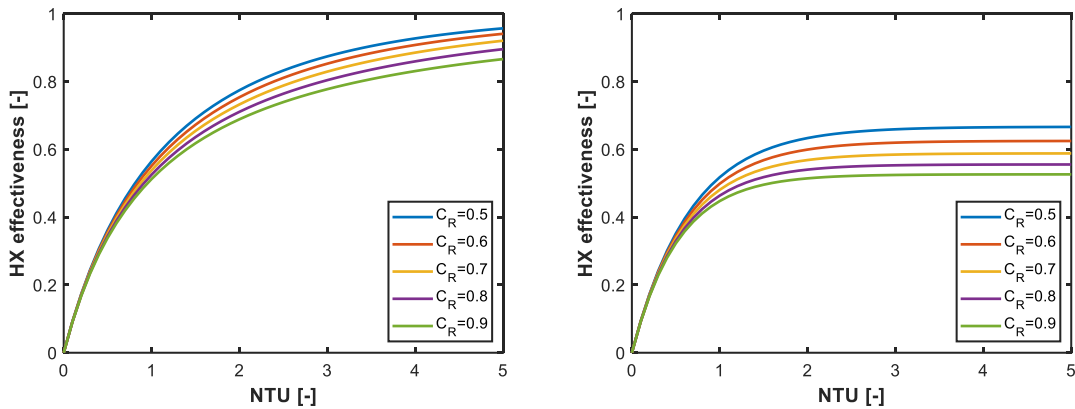 HX effectiveness [-]
1
0.8
0.6
0.4
0.2
0
0 1 2 3 4 5
NTU [-]
C_R=0.5
C_R=0.6
C_R=0.7
C_R=0.8
C_R=0.9
HX effectiveness [-]
1
0.8
0.6
0.4
0.2
0
0 1 2 3 4 5
NTU [-]
C_R=0.5
C_R=0.6
C_R=0.7
C_R=0.8
C_R=0.9